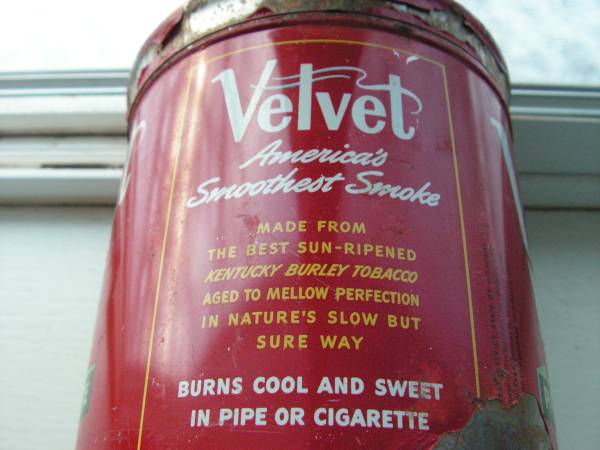 Velvet
America's
Smoothest Smoke
MADE FROM
THE BEST SUN-RIPENED
KENTUCKY BURLEY TOBACCO
AGED TO MELLOW PERFECTION
IN NATURE'S SLOW BUT
SURE WAY
BURNS COOL AND SWEET
IN PIPE OR CIGARETTE